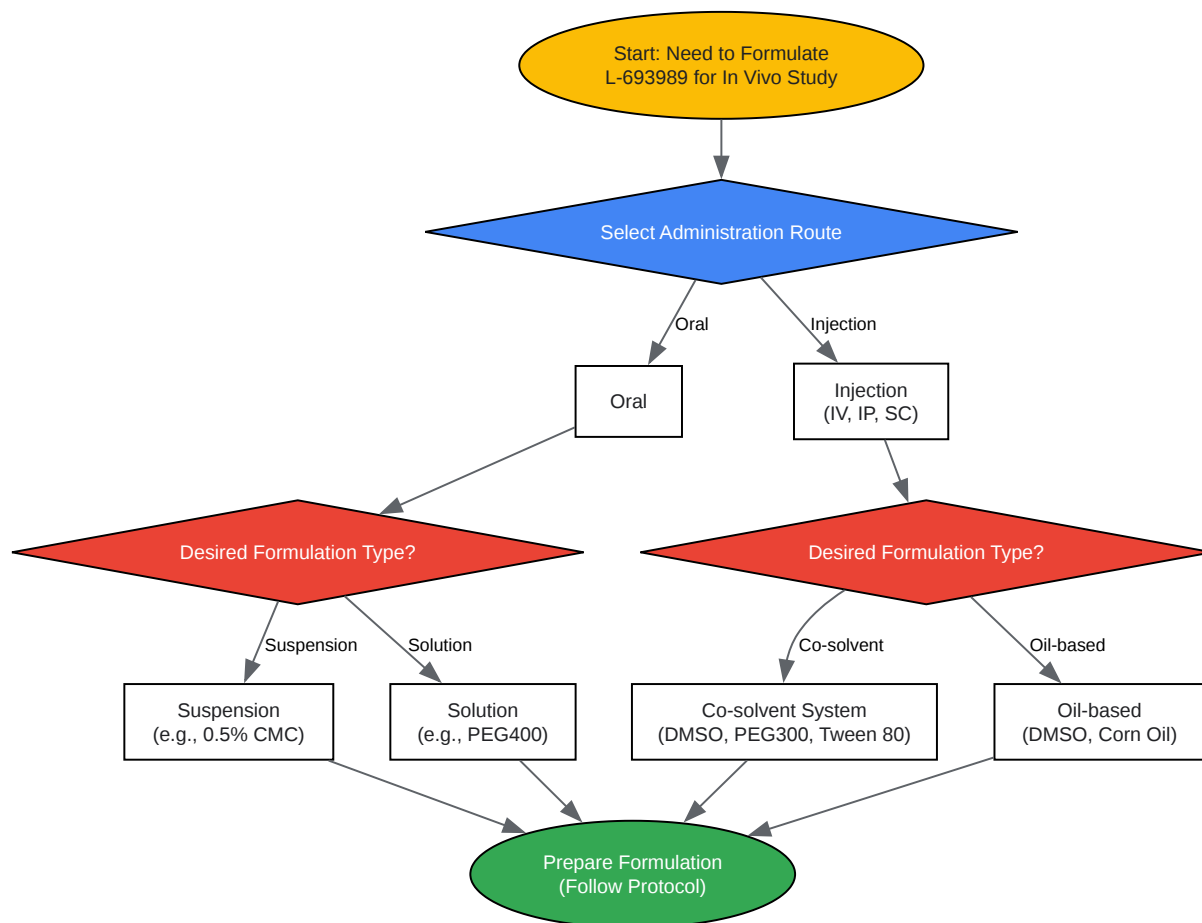 Start: Need to Formulate
L-693989 for In Vivo Study
Select Administration Route
Oral
Injection
Oral
Injection
(IV, IP, SC)
Desired Formulation Type?
Desired Formulation Type?
Suspension
Solution
Co-solvent
Oil-based
Suspension
(e.g., 0.5% CMC)
Solution
(e.g., PEG400)
Co-solvent System
(DMSO, PEG300, Tween 80)
Oil-based
(DMSO, Corn Oil)
Prepare Formulation
(Follow Protocol)